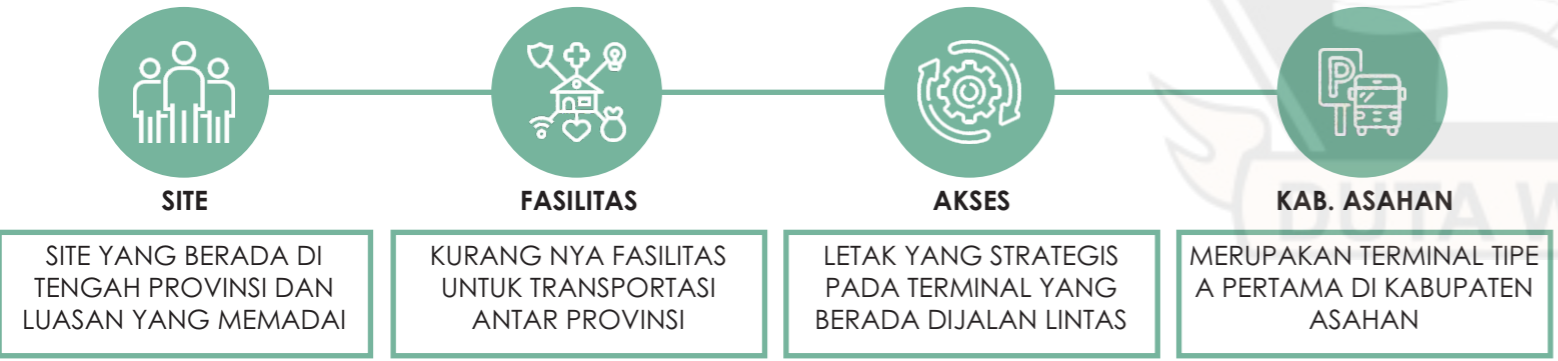 SITE
SITE YANG BERADA DI
TENGAH PROVINSI DAN
LUASAN YANG MEMADAI
FASILITAS
KURANG NYA FASILITAS
UNTUK TRANSPORTASI
ANTAR PROVINSI
AKSES
LETAK YANG STRATEGIS
PADA TERMINAL YANG
BERADA DIJALAN LINTAS
P
KAB. ASAHAN
MERUPAKAN TERMINAL TIPE
A PERTAMA DI KABUPATEN
ASAHAN
DUTA W